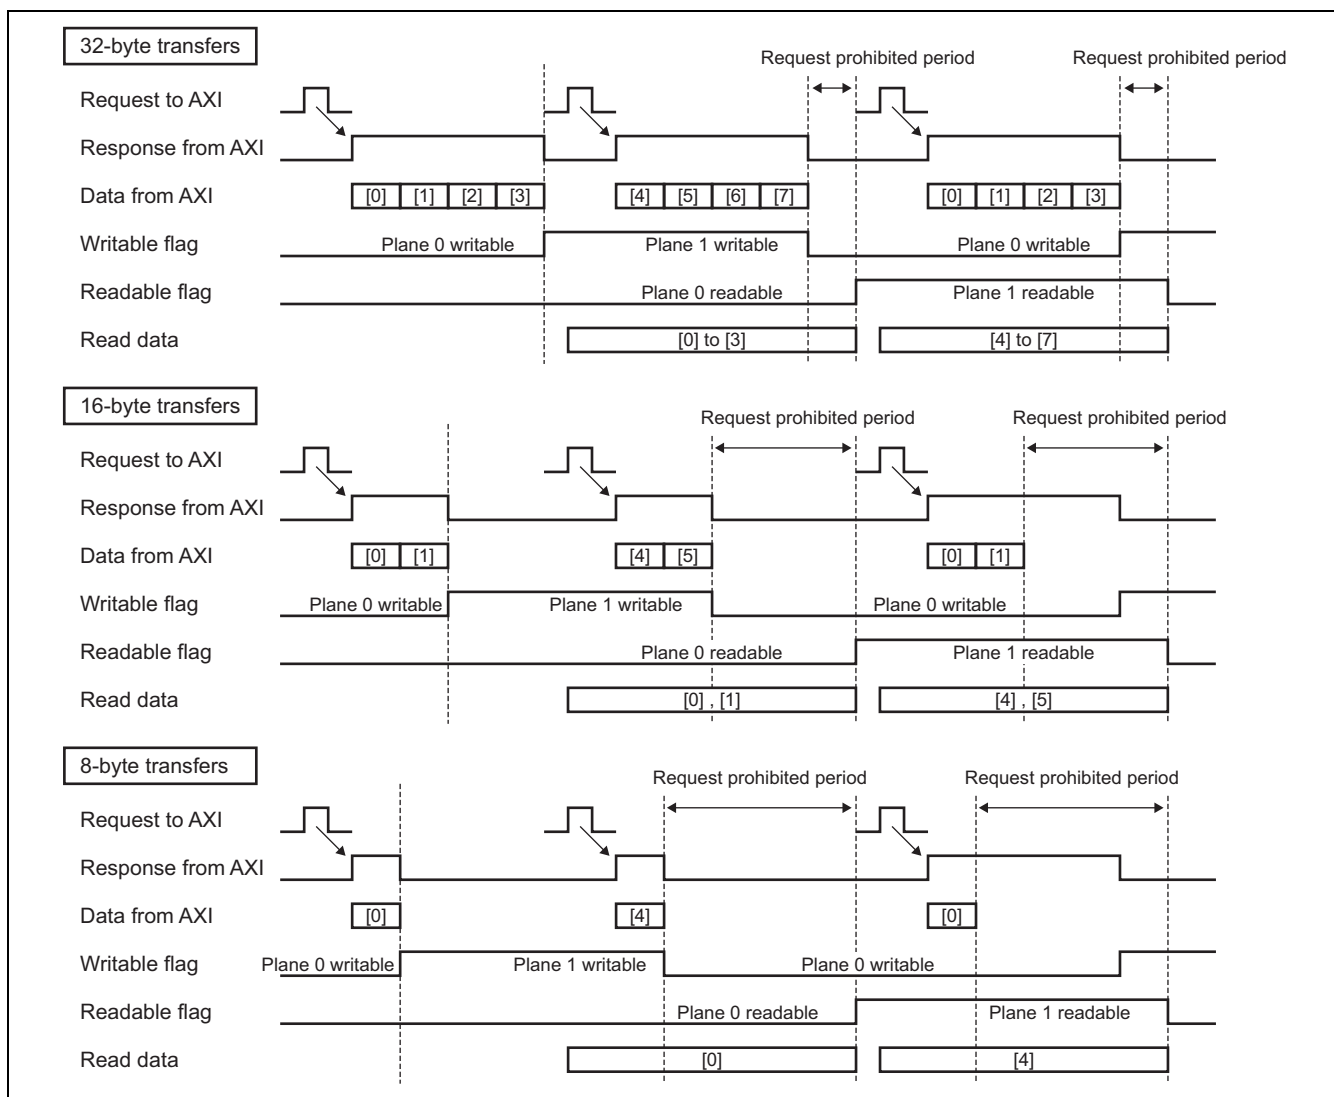 32-byte transfers
Request prohibited period Request prohibited period
Request to AXI
Response from AXI
Data from AXI [0] [1] [2] [3] [4] [5] [6] [7] [0] [1] [2] [3]
Writable flag Plane 0 writable Plane 1 writable Plane 0 writable
Readable flag Plane 0 readable Plane 1 readable
Read data [0] to [3] [4] to [7]
16-byte transfers
Request prohibited period Request prohibited period
Request to AXI
Response from AXI
Data from AXI [0] [1] [4] [5] [0] [1]
Writable flag Plane 0 writable Plane 1 writable Plane 0 writable
Readable flag Plane 0 readable Plane 1 readable
Read data [0] , [1] [4] , [5]
8-byte transfers
Request prohibited period Request prohibited period
Request to AXI
Response from AXI
Data from AXI [0] [4] [0]
Writable flag Plane 0 writable Plane 1 writable Plane 0 writable
Readable flag Plane 0 readable Plane 1 readable
Read data [0] [4]